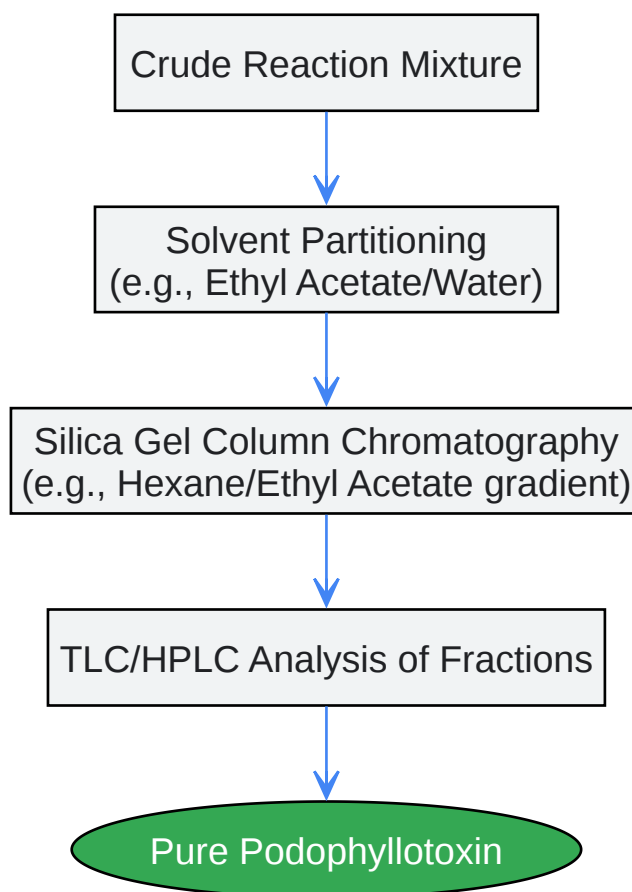 Crude Reaction Mixture
Solvent Partitioning
(e.g., Ethyl Acetate/Water)
Silica Gel Column Chromatography
(e.g., Hexane/Ethyl Acetate gradient)
TLC/HPLC Analysis of Fractions
Pure Podophyllotoxin